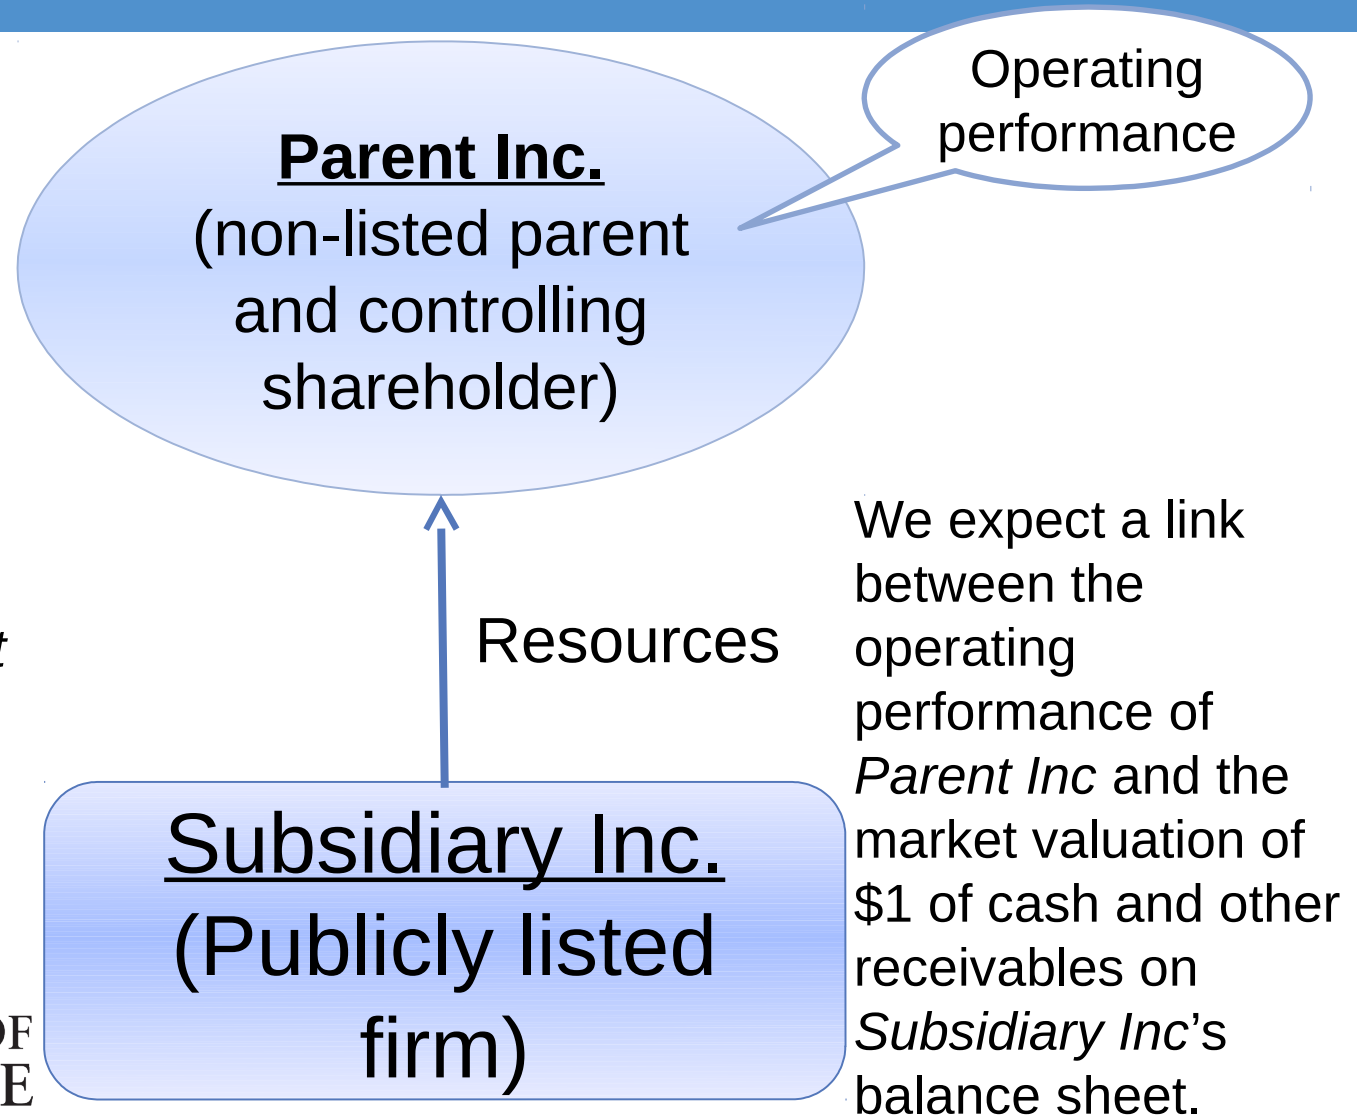 Operating
performance
Parent Inc.
(non-listed parent
and controlling
shareholder)
We expect a link
between the
operating
performance of
Parent Inc and the
market valuation of
$1 of cash and other
receivables on
Subsidiary Inc’s
balance sheet.
Resources
Subsidiary Inc.
(Publicly listed
firm)